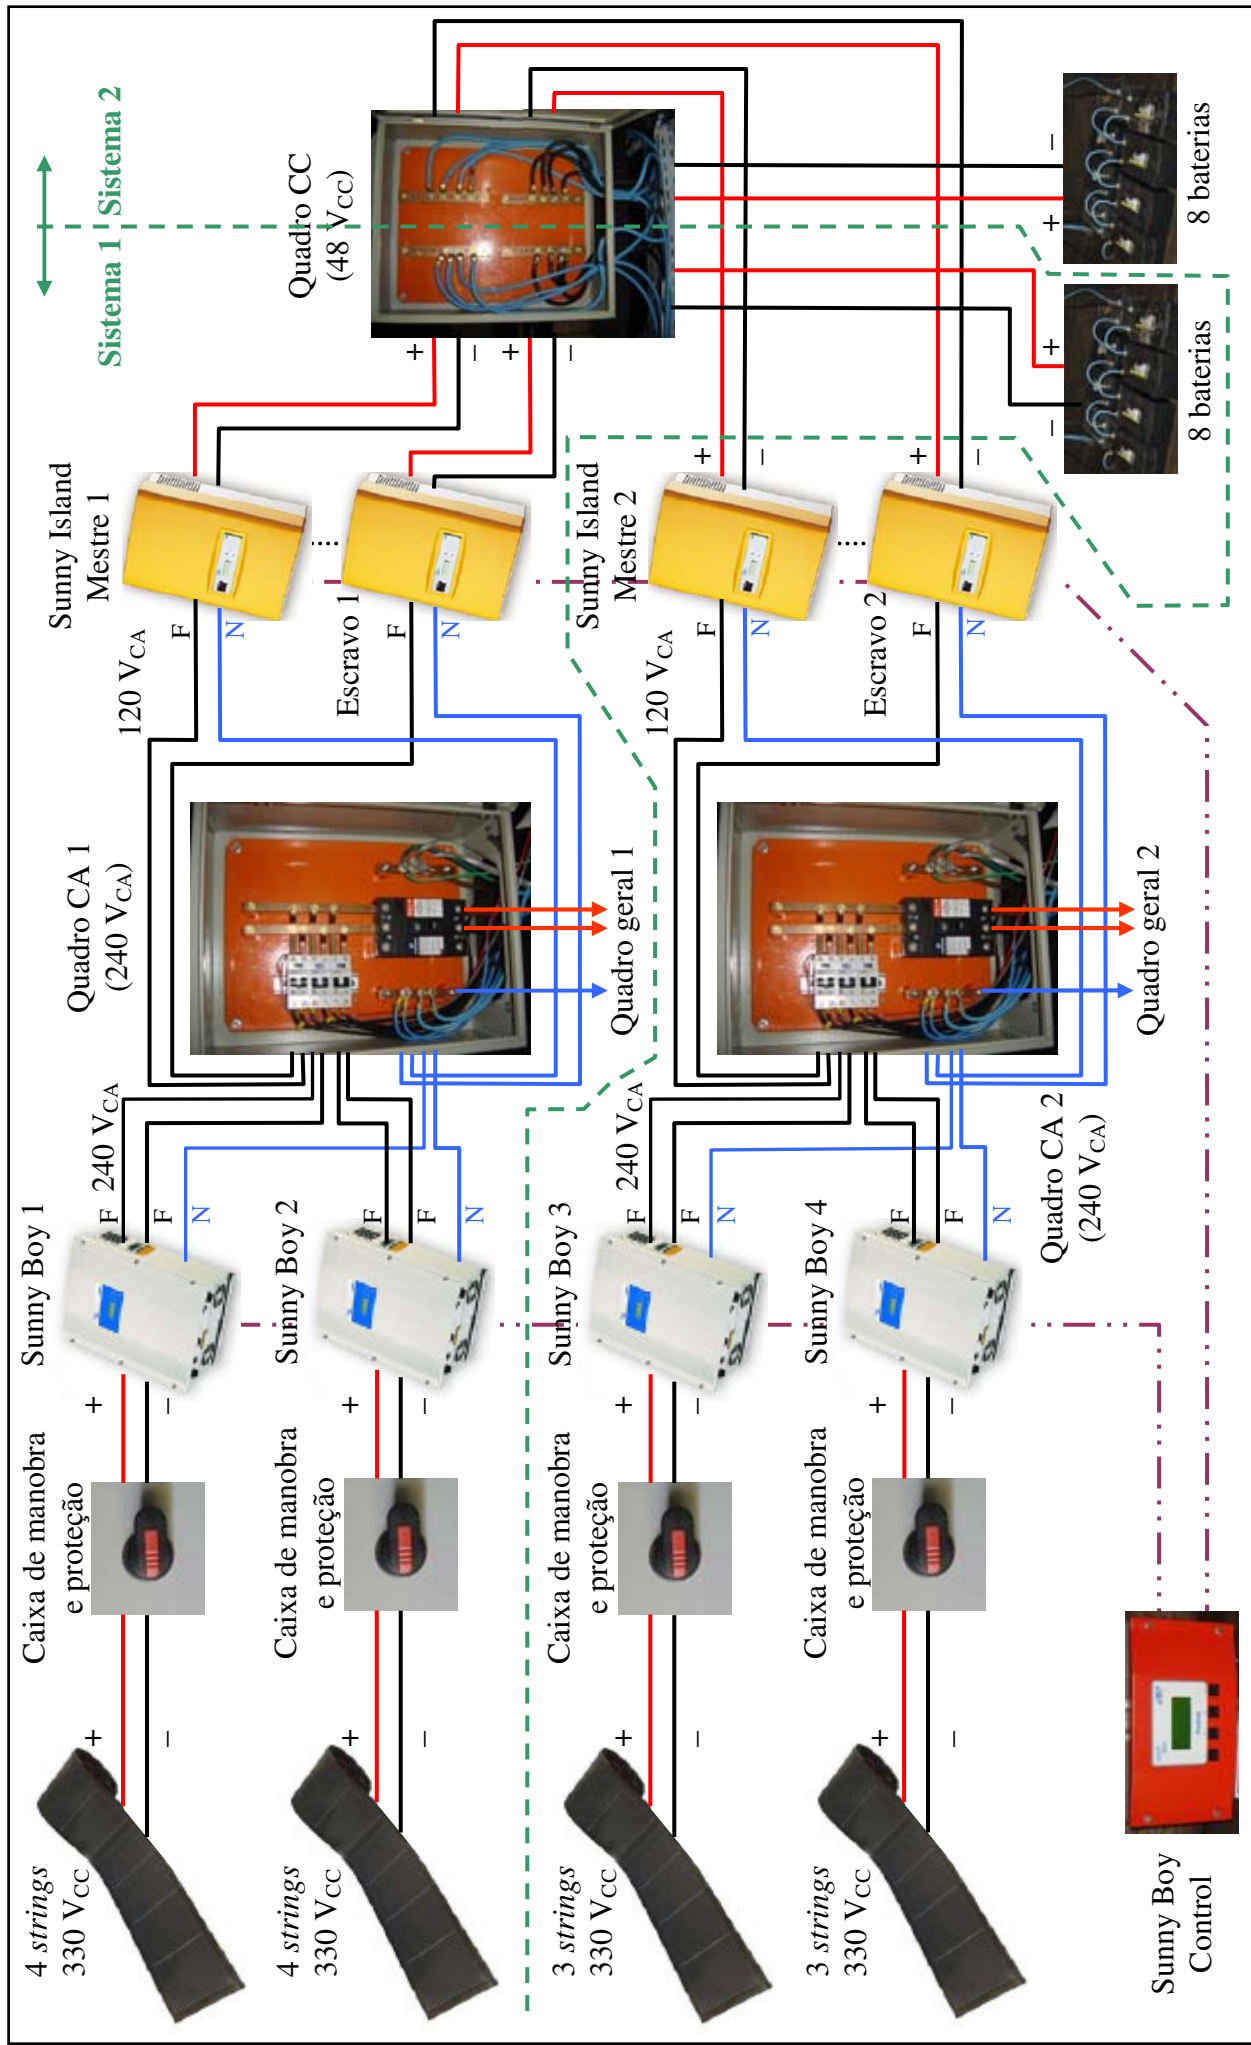 4 strings
330 VCC
+
–
Caixa de manobra
e proteção
+
–
Sunny Boy 1
F
F
N
240 VCA
Quadro CA 1
(240 VCA)
120 VCA
F
N
Sunny Island
Mestre 1
+
–
Quadro CC
(48 VCC)
Sistema 1
Sistema 2
4 strings
330 VCC
+
–
Caixa de manobra
e proteção
+
–
Sunny Boy 2
F
F
N
Quadro geral 1
Escravo 1
F
N
+
–
3 strings
330 VCC
+
–
Caixa de manobra
e proteção
+
–
Sunny Boy 3
F
F
N
240 VCA
120 VCA
F
N
Sunny Island
Mestre 2
+
–
3 strings
330 VCC
+
–
Caixa de manobra
e proteção
+
–
Sunny Boy 4
F
F
N
Quadro CA 2
(240 VCA)
Quadro geral 2
Escravo 2
F
N
+
–
–
+
8 baterias
+
–
8 baterias
Sunny Boy
Control